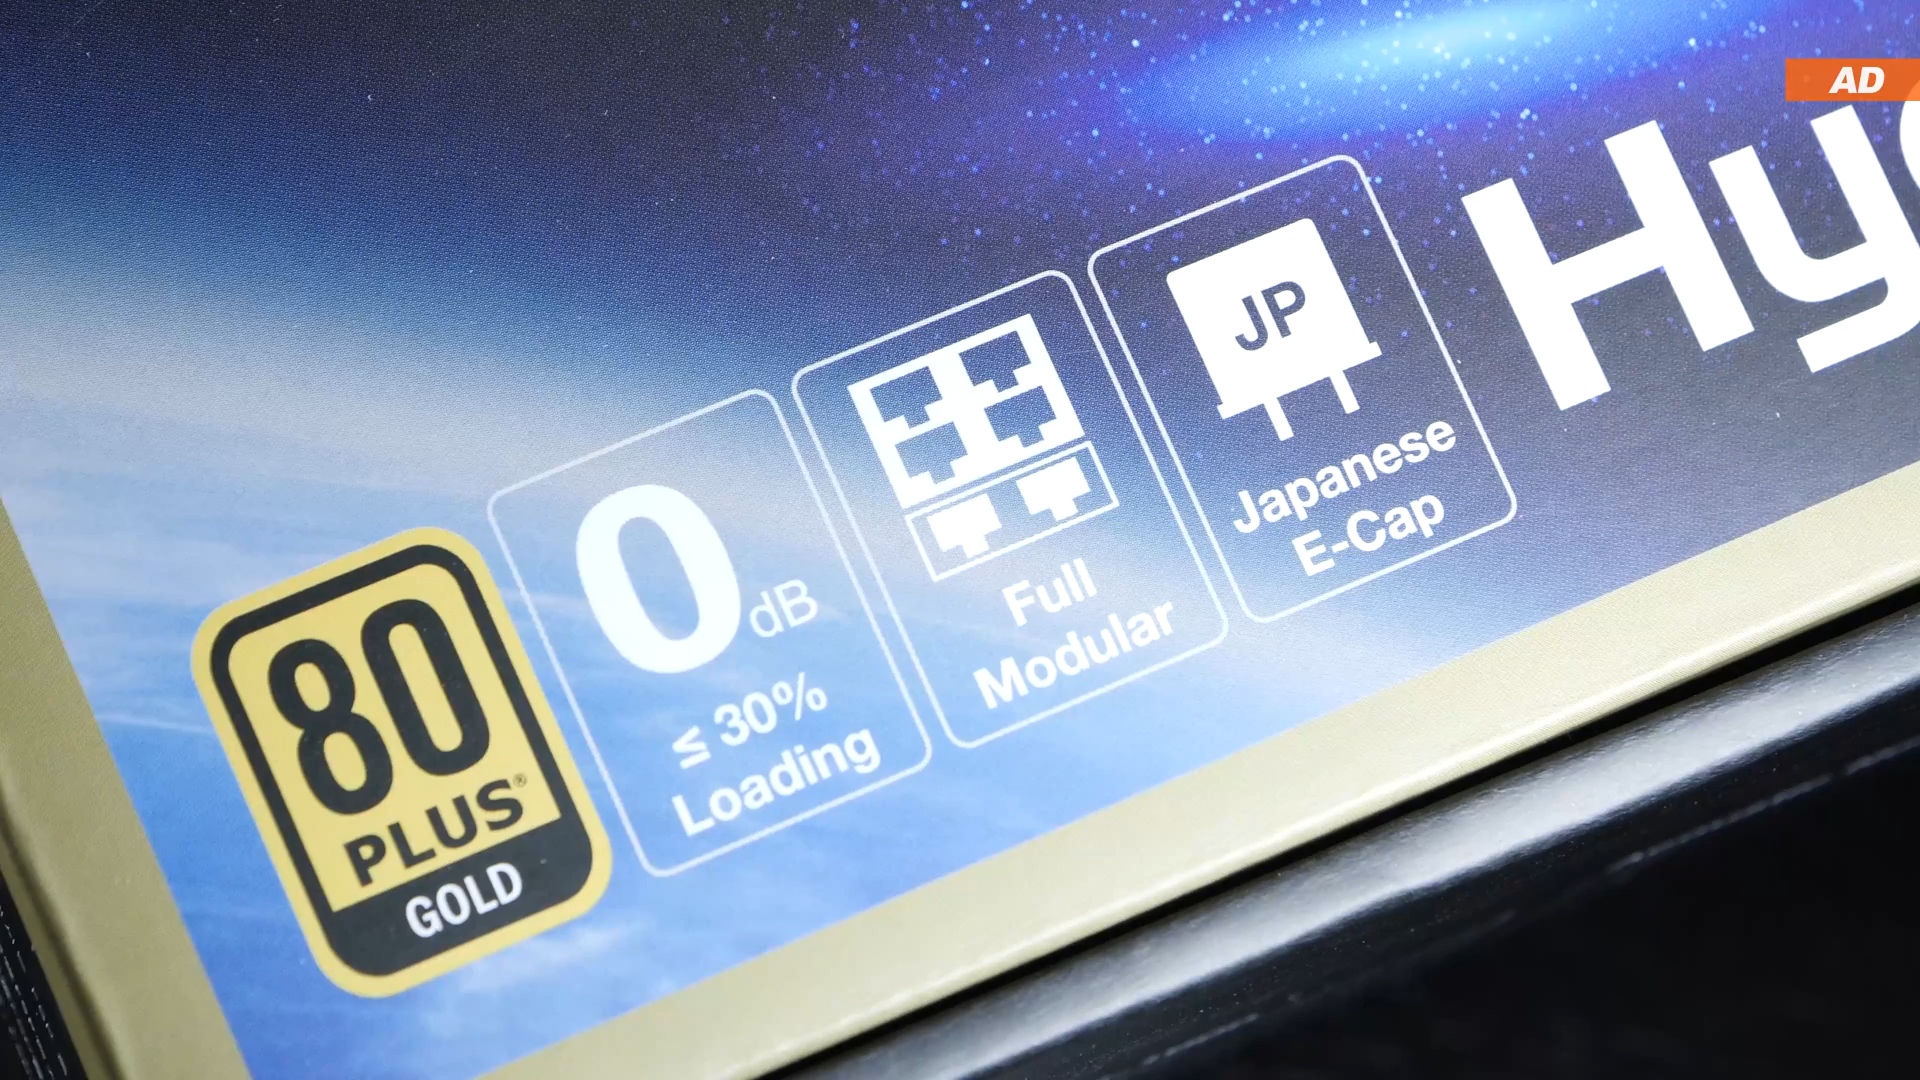 AD
80
PLUS®
GOLD
0 dB
≤ 30%
Loading
Full
Modular
JP
Japanese
E-Cap
Hy